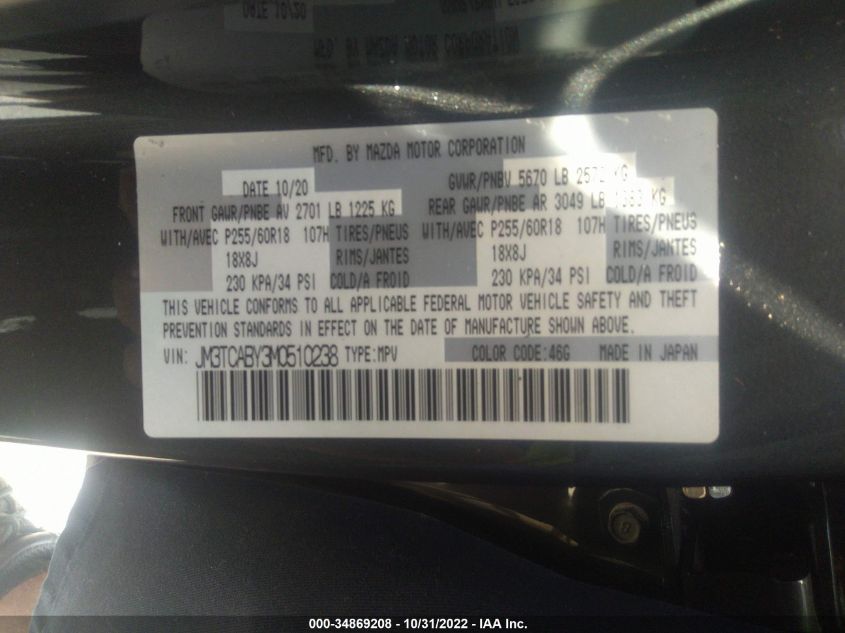 MFD. BY MAZDA MOTOR CORPORATION
DATE 10/20 GVWR/PNBV 5670 LB KG
FRONT GAWR/PNBE AV 2701 LB 1225 KG REAR GAWR/PNBE AR 3049 LB 1383 KG
WITH/AVEC P255/60R18 107H TIRES/PNEUS WITH/AVEC P255/60R18 107H TIRES/PNEUS
18X8J RIMS/JANTES 18X8J RIMS/JANTES
230 KPA/34 PSI COLD/A FROID 230 KPA/34 PSI COLD/A FROID
THIS VEHICLE CONFORMS TO ALL APPLICABLE FEDERAL MOTOR VEHICLE SAFETY AND THEFT
PREVENTION STANDARDS IN EFFECT ON THE DATE OF MANUFACTURE SHOWN ABOVE.
VIN: JM3TCABY3M0510238 TYPE:MPV COLOR CODE:46G MADE IN JAPAN
000-34869208 - 10/31/2022 - IAA Inc.